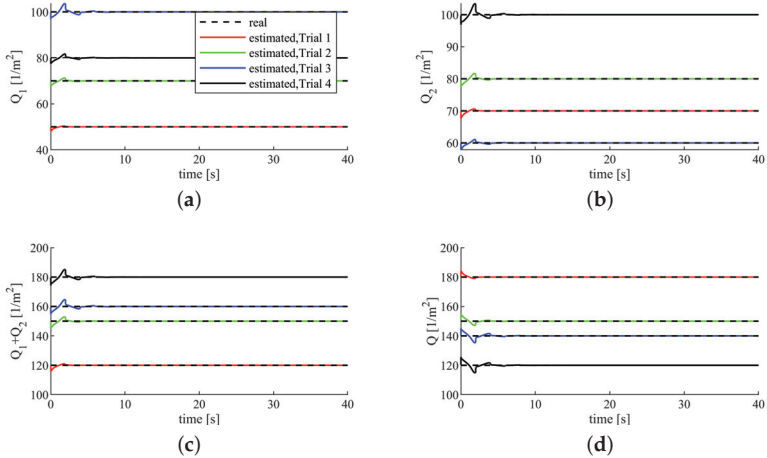 Q1 [1/m²]
100
80
60
40
0
10
20
30
40
time [s]
real
estimated,Trial 1
estimated,Trial 2
estimated,Trial 3
estimated,Trial 4
(a)
Q2 [1/m²]
100
90
80
70
60
0
10
20
30
40
time [s]
(b)
Q1+Q2 [1/m²]
200
180
160
140
120
100
0
10
20
30
40
time [s]
(c)
Q [1/m²]
200
180
160
140
120
100
0
10
20
30
40
time [s]
(d)